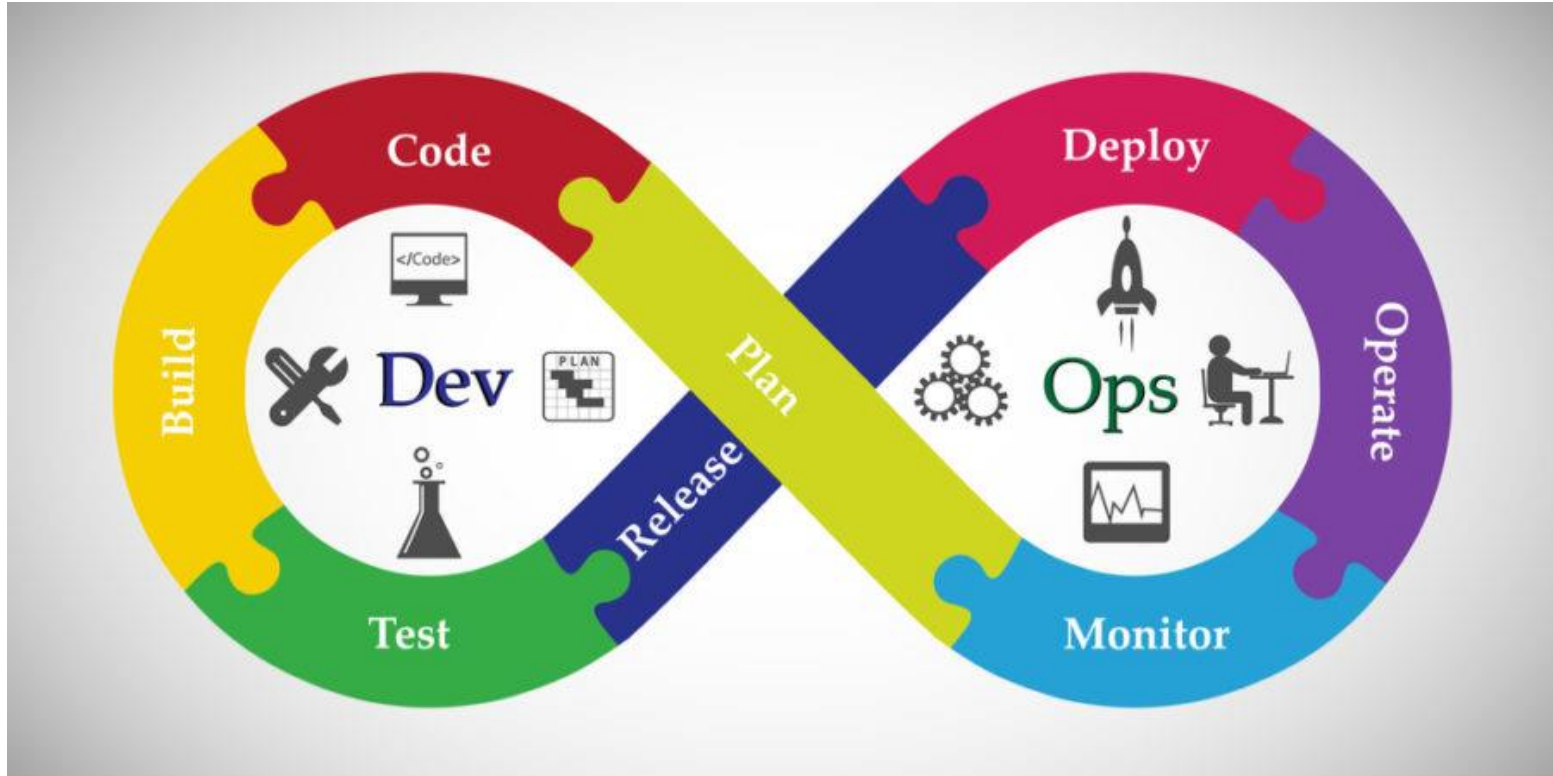 Code
Deploy
</Code>
Build
Dev
PLAN
Plan
Ops
Operate
Release
Test
Monitor